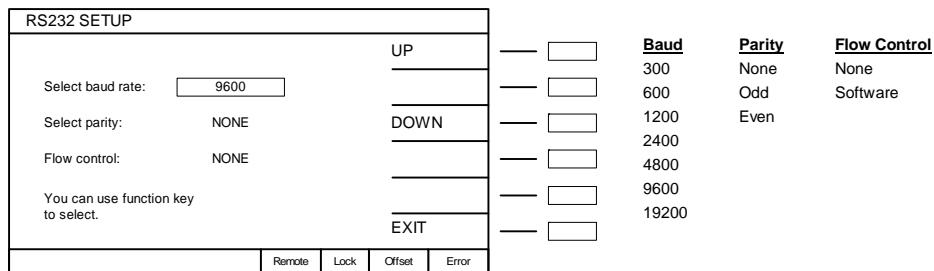 RS232 SETUP
UP
Select baud rate: 9600
Select parity: NONE
DOWN
Flow control: NONE
You can use function key
to select.
EXIT
Remote Lock Offset Error
Baud Parity Flow Control
300 None None
600 Odd Software
1200 Even
2400
4800
9600
19200